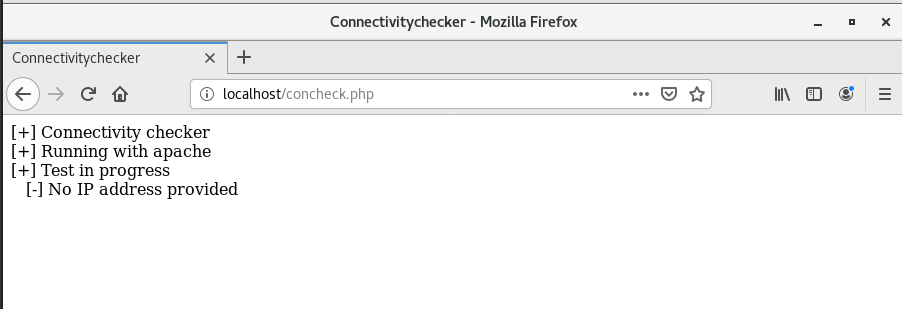 Connectivitychecker - Mozilla Firefox
Connectivitychecker
localhost/concheck.php
[+] Connectivity checker
[+] Running with apache
[+] Test in progress
[-] No IP address provided